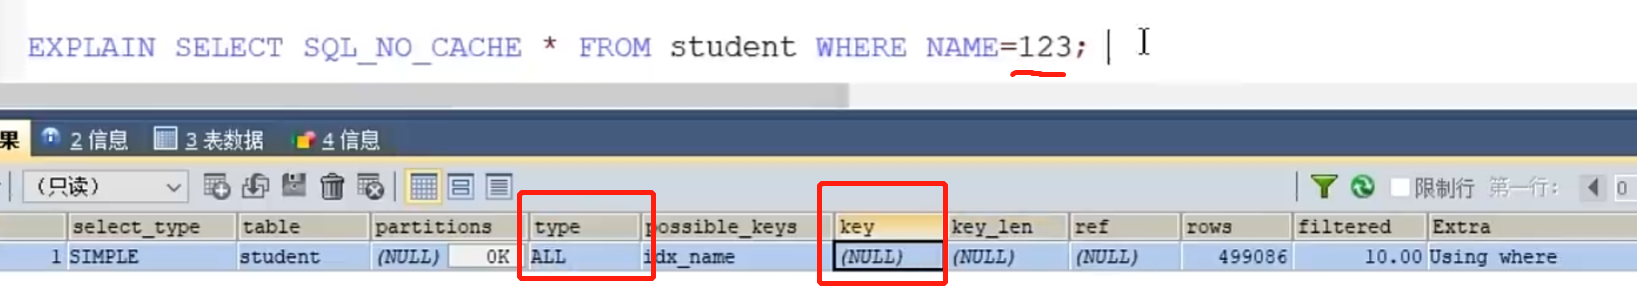 EXPLAIN SELECT SQL_NO_CACHE * FROM student WHERE NAME=123;
果 2 信息 3 表数据 4 信息
(只读) 限制行 第一行: 0
select_type table partitions type possible_keys key key_len ref rows filtered Extra
1 SIMPLE student (NULL) 0K ALL idx_name (NULL) (NULL) (NULL) 499086 10.00 Using where